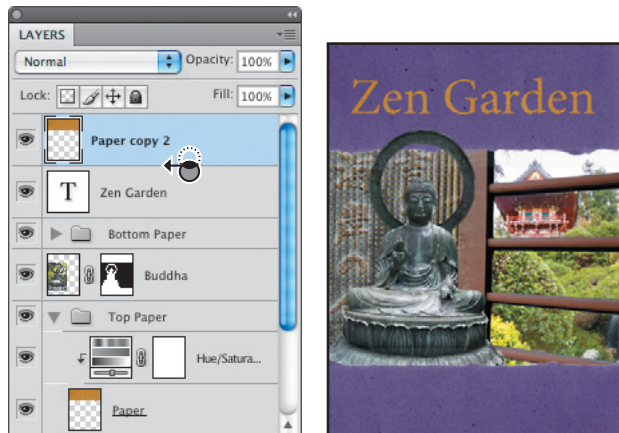 LAYERS
Normal Opacity: 100%
Lock: Fill: 100%
Paper copy 2
T Zen Garden
Bottom Paper
Buddha
Top Paper
Hue/Satura...
Paper
Zen Garden